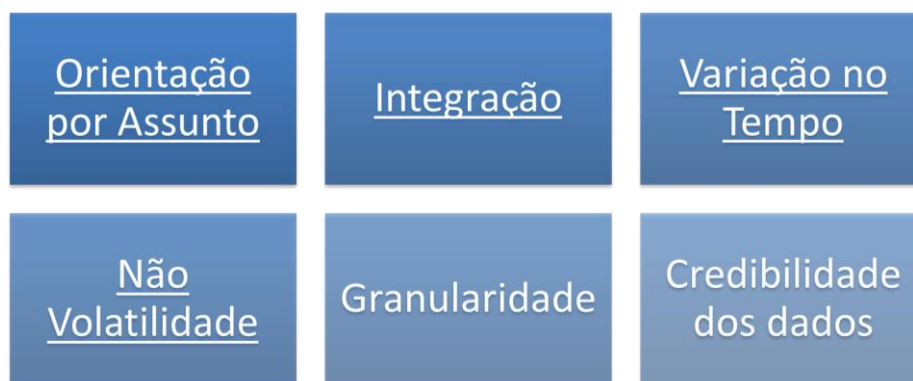 Orientação
por Assunto
Integração
Variação no
Tempo
Não
Volatilidade
Granularidade
Credibilidade
dos dados